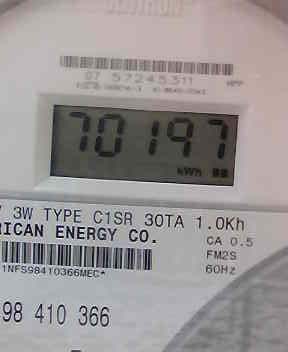 07 57245311
70197
kWh
3W TYPE C1SR 30TA 1.0Kh
RICAN ENERGY CO.
CA 0.5
FM2S
60Hz
1NFS98410366MEC*
98 410 366